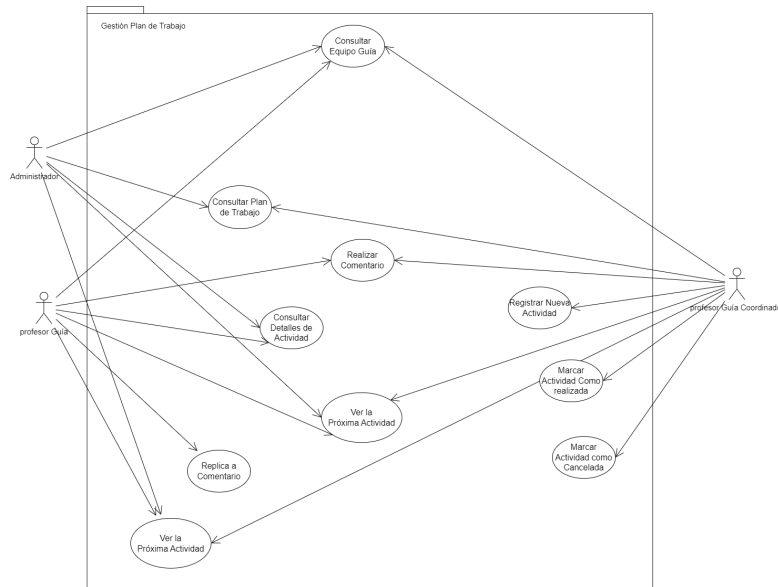 Gestión Plan de Trabajo
Consultar
Equipo Guía
Administrador
Consultar Plan
de Trabajo
Realizar
Comentario
profesor Guía
Consultar
Detalles de
Actividad
Registrar Nueva
Actividad
profesor Guía Coordinado
Marcar
Actividad Como
realizada
Ver la
Próxima Actividad
Marcar
Actividad como
Cancelada
Replica a
Comentario
Ver la
Próxima Actividad